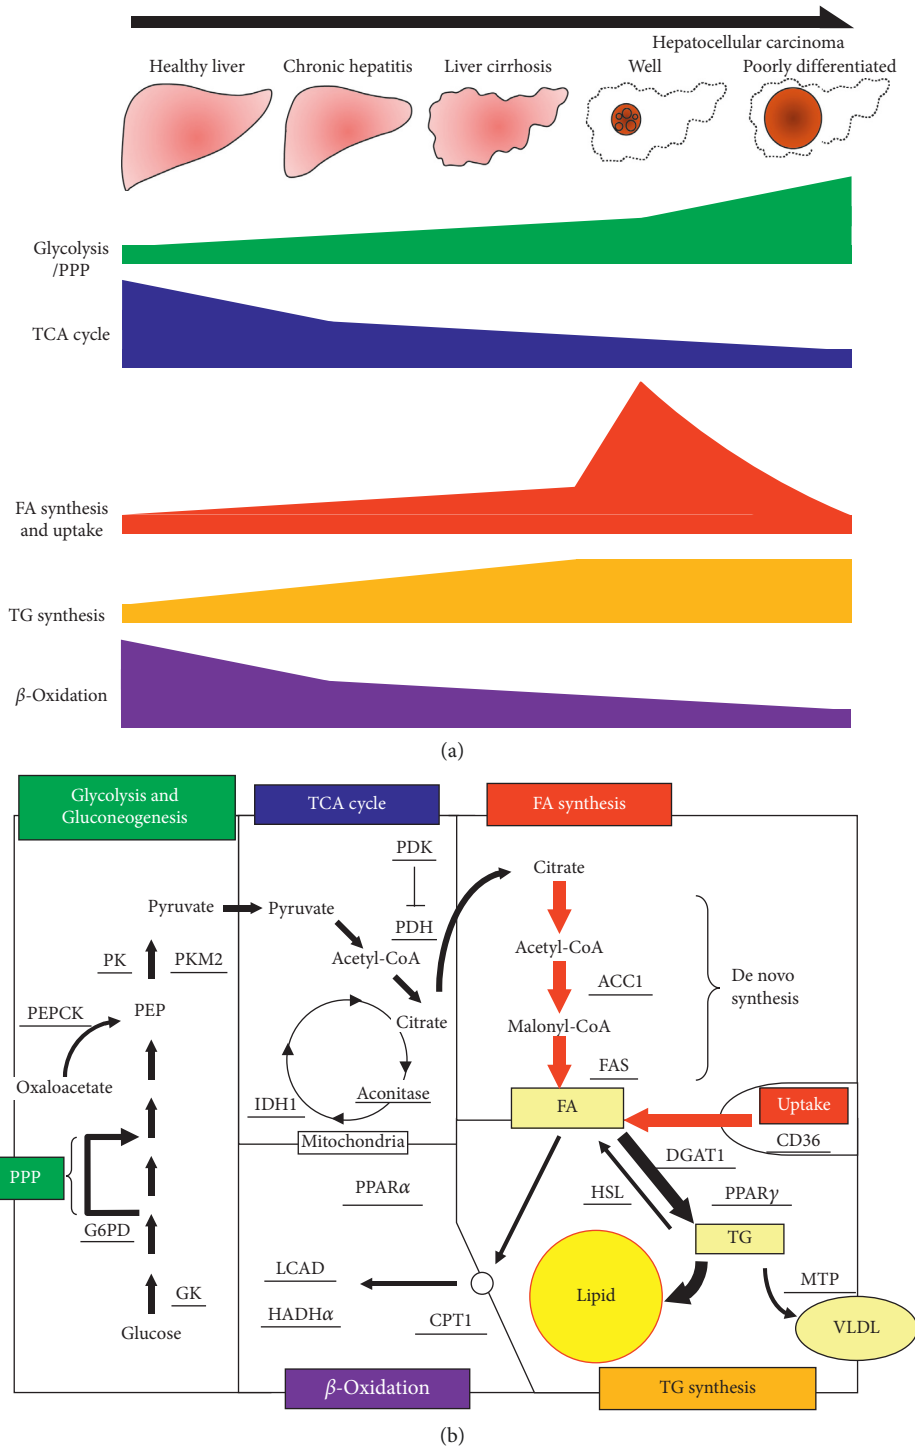 Hepatocellular carcinoma
Healthy liver
Chronic hepatitis
Liver cirrhosis
Well
Poorly differentiated
Glycolysis
/PPP
TCA cycle
FA synthesis
and uptake
TG synthesis
β-Oxidation
(a)
Glycolysis and
Gluconeogenesis
TCA cycle
FA synthesis
PDK
Citrate
Pyruvate
Pyruvate
PDH
Acetyl-CoA
Acetyl-CoA
PK
PKM2
ACC1
De novo
synthesis
PEPCK
PEP
Citrate
Malonyl-CoA
FAS
Oxaloacetate
IDH1
Aconitase
FA
Uptake
Mitochondria
CD36
DGAT1
PPP
PPARα
HSL
PPARγ
G6PD
TG
LCAD
MTP
GK
Lipid
HADHα
CPT1
Glucose
VLDL
β-Oxidation
TG synthesis
(b)